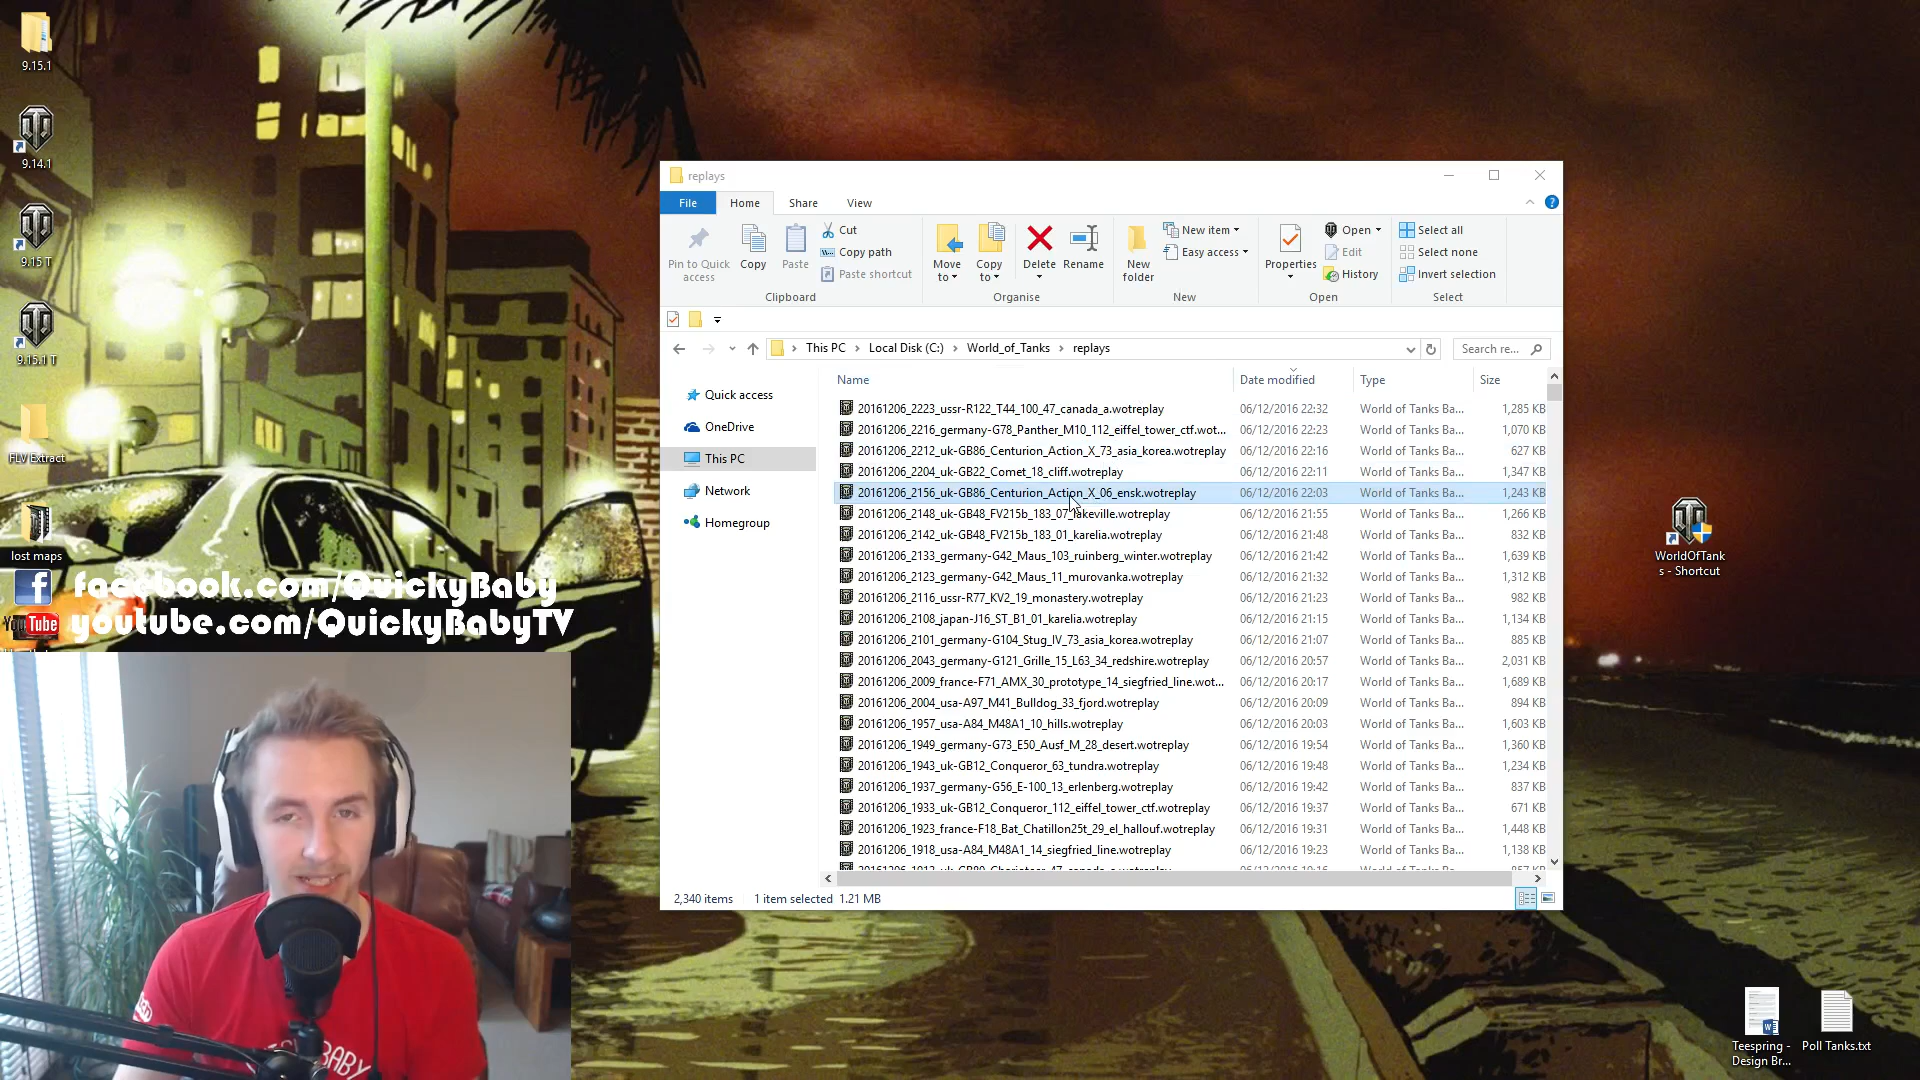 9.15.1
9.14.1
9.15 T
9.15.1 T
FLV Extract
lost maps
facebook.com/QuickyBaby
YouTube youtube.com/QuickyBabyTV
BABY
replays
File Home Share View
Pin to Quick access
Copy
Paste
Cut
Copy path
Paste shortcut
Clipboard
Move to
Copy to
Delete
Rename
Organise
New folder
New item
Easy access
New
Properties
Open
Edit
History
Open
Select all
Select none
Invert selection
Select
This PC > Local Disk (C:) > World_of_Tanks > replays
Search re...
Quick access
OneDrive
This PC
Network
Homegroup
Name Date modified Type Size
20161206_2223_ussr-R122_T44_100_47_canada_a.wotreplay 06/12/2016 22:32 World of Tanks Ba... 1,285 KB
20161206_2216_germany-G78_Panther_M10_112_eiffel_tower_ctf.wot... 06/12/2016 22:23 World of Tanks Ba... 1,070 KB
20161206_2212_uk-GB86_Centurion_Action_X_73_asia_korea.wotreplay 06/12/2016 22:16 World of Tanks Ba... 627 KB
20161206_2204_uk-GB22_Comet_18_cliff.wotreplay 06/12/2016 22:11 World of Tanks Ba... 1,347 KB
20161206_2156_uk-GB86_Centurion_Action_X_06_ensk.wotreplay 06/12/2016 22:03 World of Tanks Ba... 1,243 KB
20161206_2148_uk-GB48_FV215b_183_07_lakeville.wotreplay 06/12/2016 21:55 World of Tanks Ba... 1,266 KB
20161206_2142_uk-GB48_FV215b_183_01_karelia.wotreplay 06/12/2016 21:48 World of Tanks Ba... 832 KB
20161206_2133_germany-G42_Maus_103_ruinberg_winter.wotreplay 06/12/2016 21:42 World of Tanks Ba... 1,639 KB
20161206_2123_germany-G42_Maus_11_murovanka.wotreplay 06/12/2016 21:32 World of Tanks Ba... 1,312 KB
20161206_2116_ussr-R77_KV2_19_monastery.wotreplay 06/12/2016 21:23 World of Tanks Ba... 982 KB
20161206_2108_japan-J16_ST_B1_01_karelia.wotreplay 06/12/2016 21:15 World of Tanks Ba... 1,134 KB
20161206_2101_germany-G104_Stug_IV_73_asia_korea.wotreplay 06/12/2016 21:07 World of Tanks Ba... 885 KB
20161206_2043_germany-G121_Grille_15_L63_34_redshire.wotreplay 06/12/2016 20:57 World of Tanks Ba... 2,031 KB
20161206_2009_france-F71_AMX_30_prototype_14_siegfried_line.wot... 06/12/2016 20:17 World of Tanks Ba... 1,689 KB
20161206_2004_usa-A97_M41_Bulldog_33_fjord.wotreplay 06/12/2016 20:09 World of Tanks Ba... 894 KB
20161206_1957_usa-A84_M48A1_10_hills.wotreplay 06/12/2016 20:03 World of Tanks Ba... 1,603 KB
20161206_1949_germany-G73_E50_Ausf_M_28_desert.wotreplay 06/12/2016 19:54 World of Tanks Ba... 1,360 KB
20161206_1943_uk-GB12_Conqueror_63_tundra.wotreplay 06/12/2016 19:48 World of Tanks Ba... 1,234 KB
20161206_1937_germany-G56_E-100_13_erlenberg.wotreplay 06/12/2016 19:42 World of Tanks Ba... 837 KB
20161206_1933_uk-GB12_Conqueror_112_eiffel_tower_ctf.wotreplay 06/12/2016 19:37 World of Tanks Ba... 671 KB
20161206_1923_france-F18_Bat_Chatillon25t_29_el_hallouf.wotreplay 06/12/2016 19:31 World of Tanks Ba... 1,448 KB
20161206_1918_usa-A84_M48A1_14_siegfried_line.wotreplay 06/12/2016 19:23 World of Tanks Ba... 1,138 KB
2,340 items 1 item selected 1.21 MB
WorldOfTank
s - Shortcut
Teespring -
Design Br...
Poll Tanks.txt